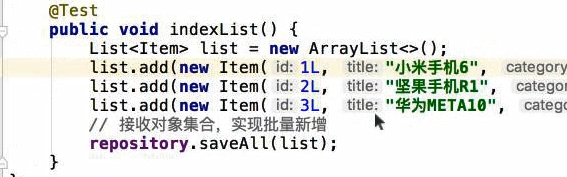 @Test
public void indexList() {
List<Item> list = new ArrayList<>();
list.add(new Item( id: 1L, title: "小米手机6", category
list.add(new Item( id: 2L, title: "坚果手机R1", categ
list.add(new Item( id: 3L, title: "华为META10", cate
// 接收对象集合，实现批量新增
repository.saveAll(list);
}